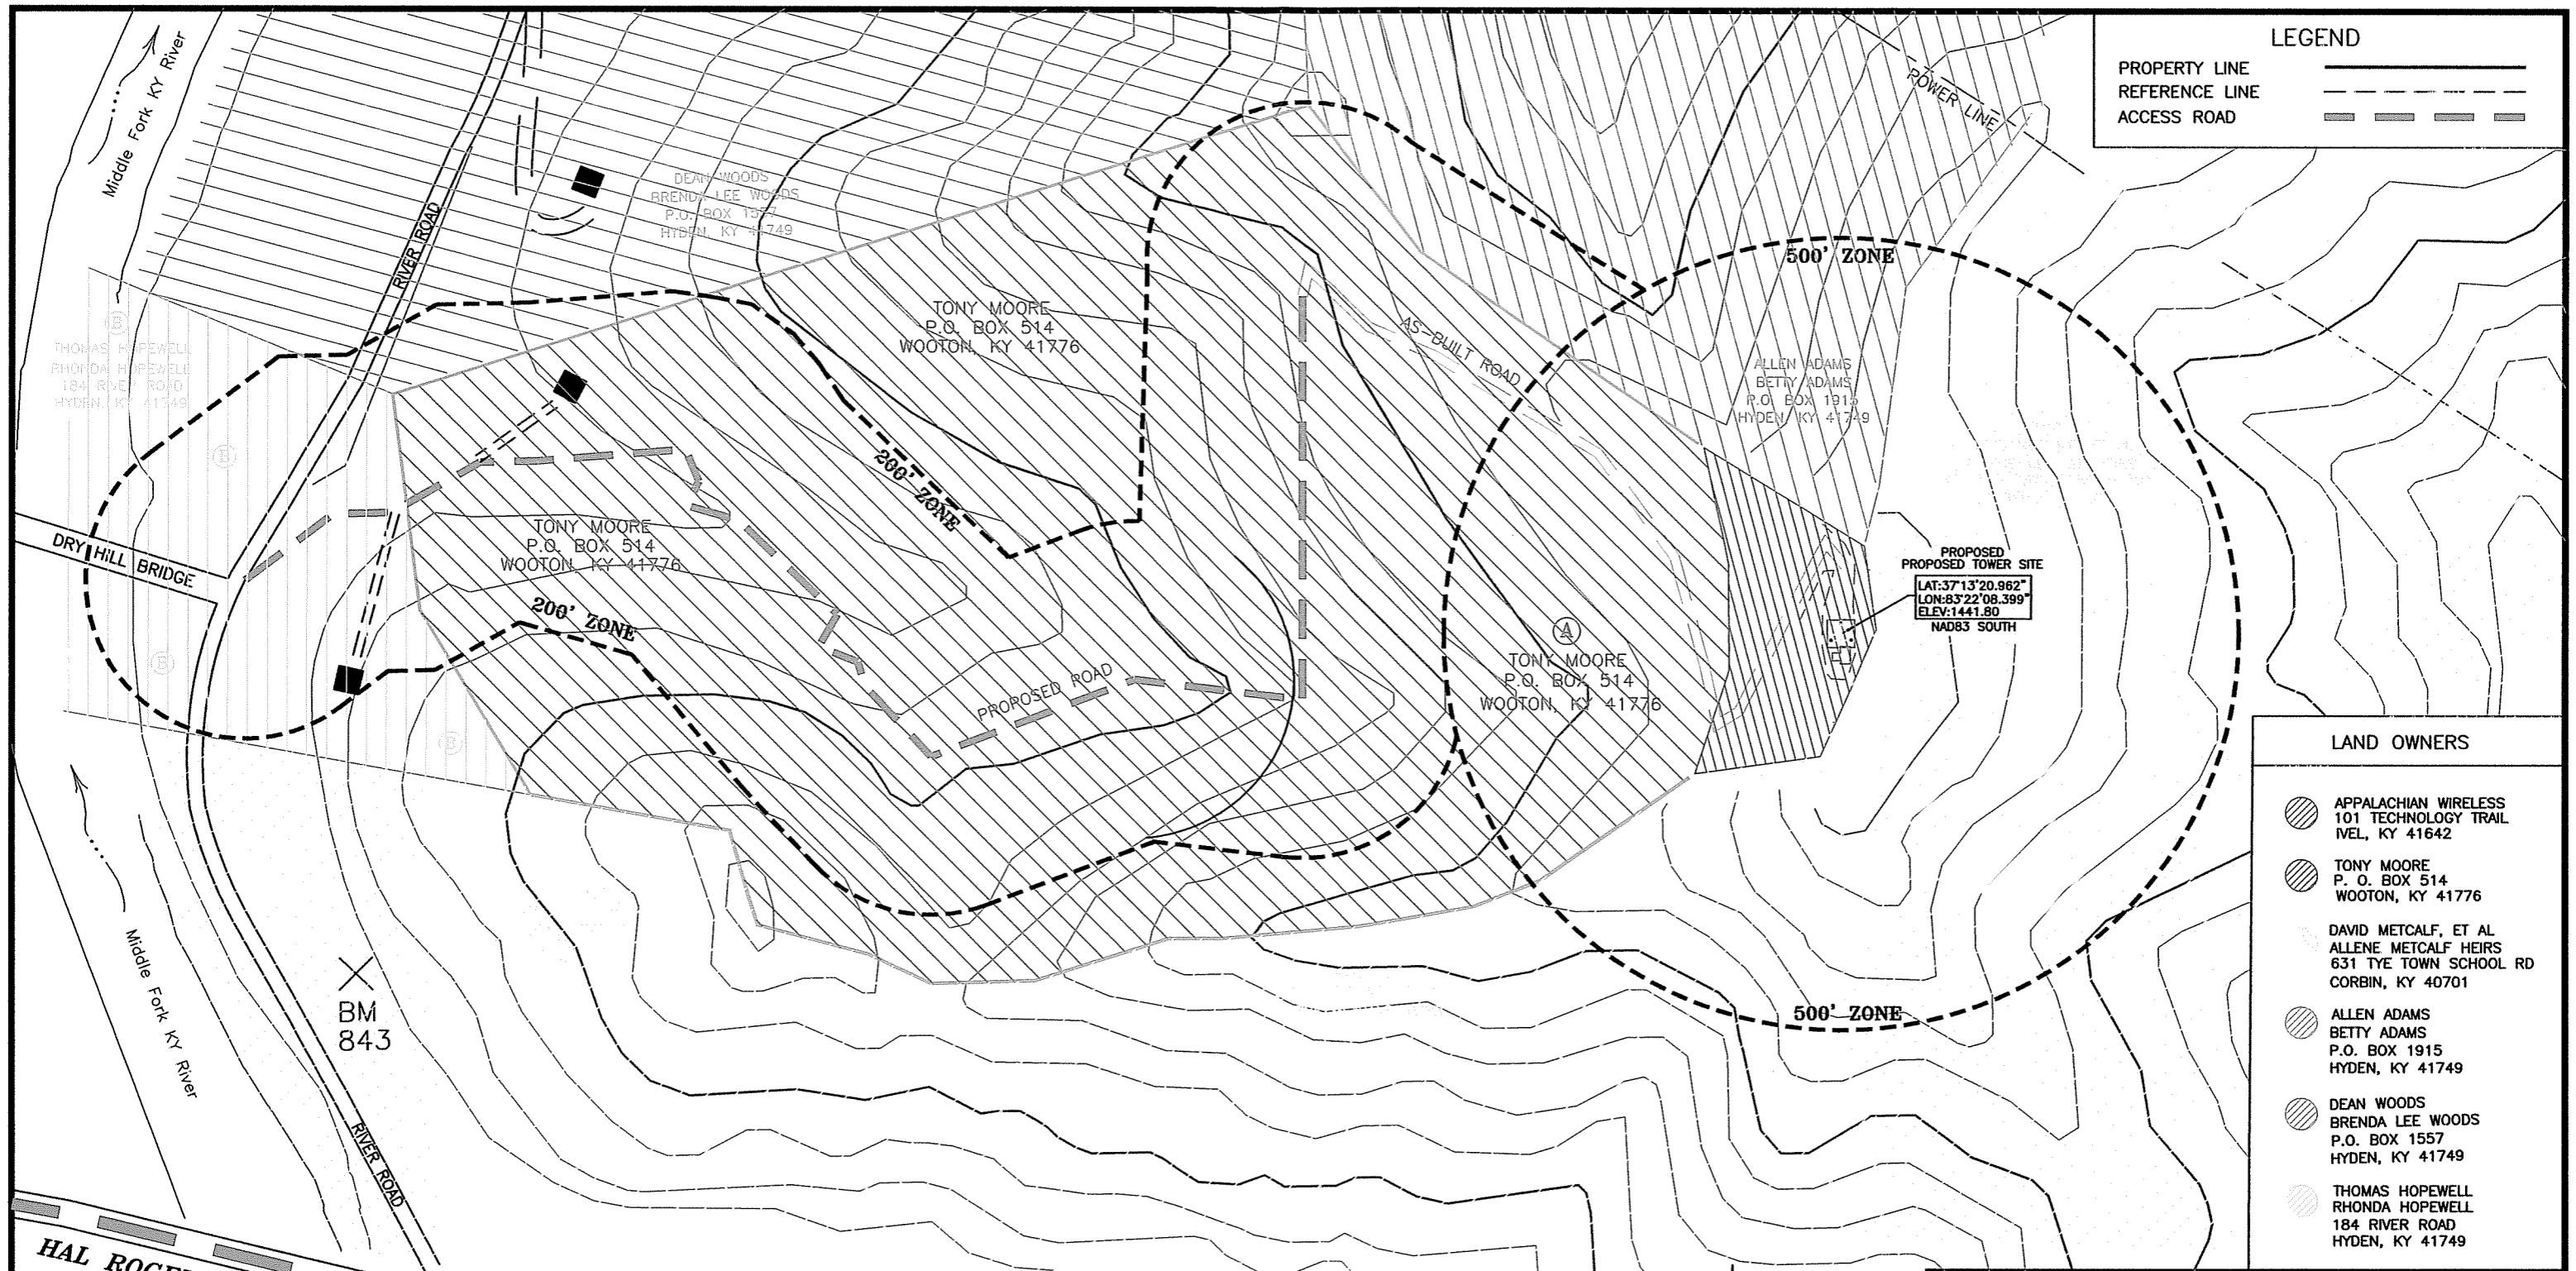 LEGEND
PROPERTY LINE
REFERENCE LINE
ACCESS ROAD
Middle Fork KY River
POWER LINE
RIVER ROAD
DEAN WOODS
BRENDA LEE WOODS
P.O. BOX 1557
HYDEN, KY 41749
500' ZONE
TONY MOORE
P.O. BOX 514
WOOTON, KY 41776
AS-BUILT ROAD
B
THOMAS HOPEWELL
RHONDA HOPEWELL
184 RIVER ROAD
HYDEN, KY 41749
ALLEN ADAMS
BETTY ADAMS
P.O. BOX 1915
HYDEN, KY 41749
B
200' ZONE
DRY HILL BRIDGE
TONY MOORE
P.O. BOX 514
WOOTON, KY 41776
PROPOSED
PROPOSED TOWER SITE
LAT:37°13'20.962"
LON:83°22'08.399"
ELEV:1441.80
NAD83 SOUTH
200' ZONE
B
A
TONY MOORE
P.O. BOX 514
WOOTON, KY 41776
PROPOSED ROAD
B
LAND OWNERS
APPALACHIAN WIRELESS
101 TECHNOLOGY TRAIL
IVEL, KY 41642
TONY MOORE
P. O. BOX 514
WOOTON, KY 41776
DAVID METCALF, ET AL
ALLENE METCALF HEIRS
631 TYE TOWN SCHOOL RD
CORBIN, KY 40701
ALLEN ADAMS
BETTY ADAMS
P.O. BOX 1915
HYDEN, KY 41749
DEAN WOODS
BRENDA LEE WOODS
P.O. BOX 1557
HYDEN, KY 41749
THOMAS HOPEWELL
RHONDA HOPEWELL
184 RIVER ROAD
HYDEN, KY 41749
Middle Fork KY River
BM
843
500' ZONE
RIVER ROAD
HAL